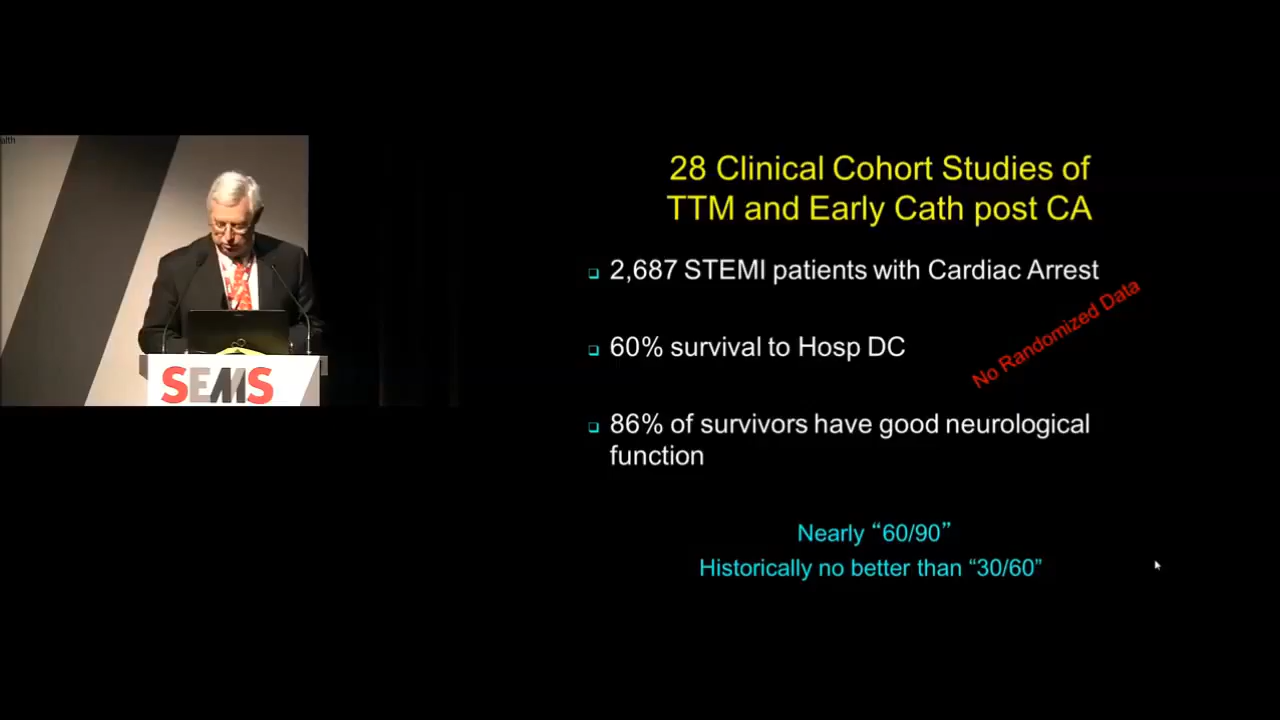 alth
SEMS
28 Clinical Cohort Studies of
TTM and Early Cath post CA
2,687 STEMI patients with Cardiac Arrest
No Randomized Data
60% survival to Hosp DC
86% of survivors have good neurological
function
Nearly “60/90”
Historically no better than “30/60”